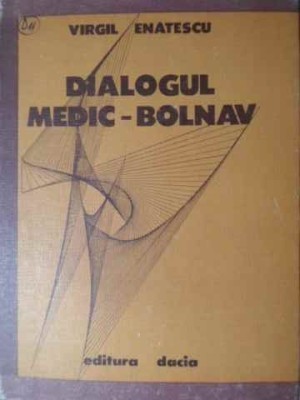 VIRGIL ENATESCU
DIALOGUL
MEDIC-BOLNAV
editura dacia